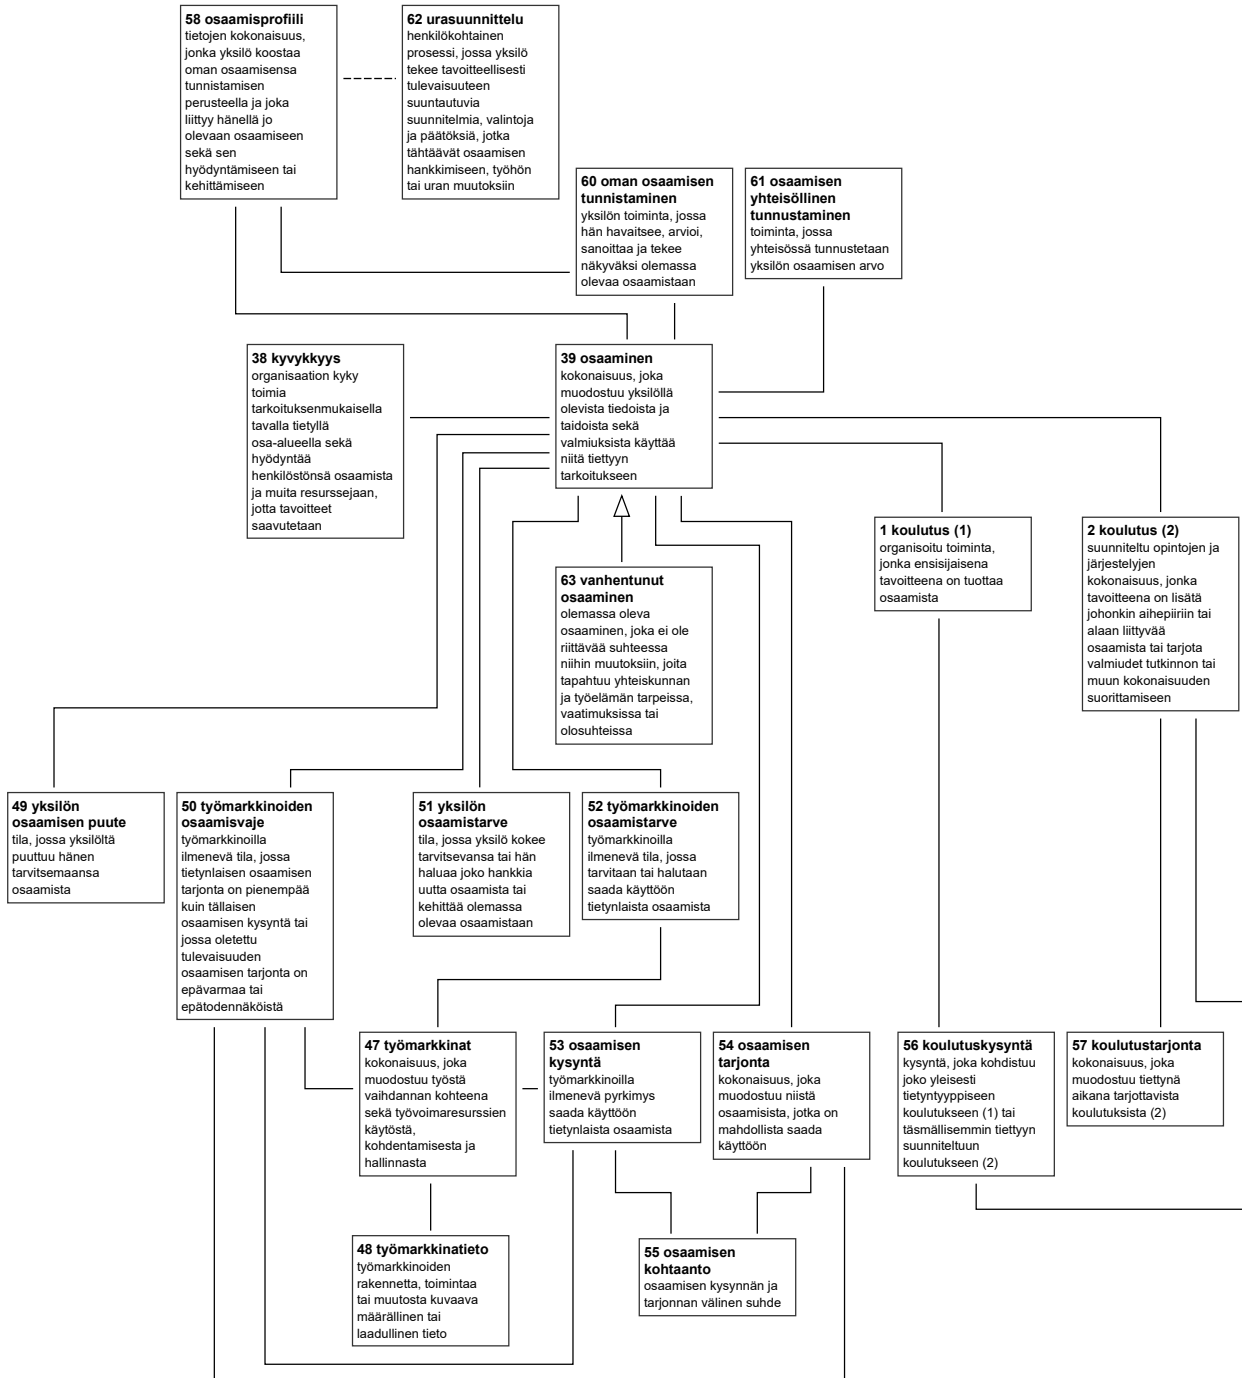 58 osaamisprofiili
tietojen kokonaisuus,
jonka yksilö koostaa
oman osaamisensa
tunnistamisen
perusteella ja joka
liittyy hänellä jo
olevaan osaamiseen
sekä sen
hyödyntämiseen tai
kehittämiseen
62 urasuunnittelu
henkilökohtainen
prosessi, jossa yksilö
tekee tavoitteellisesti
tulevaisuuteen
suuntautuvia
suunnitelmia, valintoja
ja päätöksiä, jotka
tähtäävät osaamisen
hankkimiseen, työhön
tai uran muutoksiin
60 oman osaamisen
tunnistaminen
yksilön toiminta, jossa
hän havaitsee, arvioi,
sanoittaa ja tekee
näkyväksi olemassa
olevaa osaamistaan
61 osaamisen
yhteisöllinen
tunnustaminen
toiminta, jossa
yhteisössä tunnustetaan
yksilön osaamisen arvo
38 kyvykkyys
organisaation kyky
toimia
tarkoituksenmukaisella
tavalla tietyllä
osa-alueella sekä
hyödyntää
henkilöstönsä osaamista
ja muita resurssejaan,
jotta tavoitteet
saavutetaan
39 osaaminen
kokonaisuus, joka
muodostuu yksilöllä
olevista tiedoista ja
taidoista sekä
valmiuksista käyttää
niitä tiettyyn
tarkoitukseen
63 vanhentunut
osaaminen
olemassa oleva
osaaminen, joka ei ole
riittävää suhteessa
niihin muutoksiin, joita
tapahtuu yhteiskunnan
ja työelämän tarpeissa,
vaatimuksissa tai
olosuhteissa
1 koulutus (1)
organisoitu toiminta,
jonka ensisijaisena
tavoitteena on tuottaa
osaamista
2 koulutus (2)
suunniteltu opintojen ja
järjestelyjen
kokonaisuus, jonka
tavoitteena on lisätä
johonkin aihepiiriin tai
alaan liittyvää
osaamista tai tarjota
valmiudet tutkinnon tai
muun kokonaisuuden
suorittamiseen
49 yksilön
osaamisen puute
tila, jossa yksilöltä
puuttuu hänen
tarvitsemaansa
osaamista
50 työmarkkinoiden
osaamisvaje
työmarkkinoilla
ilmenevä tila, jossa
tietynlaisen osaamisen
tarjonta on pienempää
kuin tällaisen
osaamisen kysyntä tai
jossa oletettu
tulevaisuuden
osaamisen tarjonta on
epävarmaa tai
epätodennäköistä
51 yksilön
osaamistarve
tila, jossa yksilö kokee
tarvitsevansa tai hän
haluaa joko hankkia
uutta osaamista tai
kehittää olemassa
olevaa osaamistaan
52 työmarkkinoiden
osaamistarve
työmarkkinoilla
ilmenevä tila, jossa
tarvitaan tai halutaan
saada käyttöön
tietynlaista osaamista
47 työmarkkinat
kokonaisuus, joka
muodostuu työstä
vaihdannan kohteena
sekä työvoimaresurssien
käytöstä,
kohdentamisesta ja
hallinnasta
53 osaamisen
kysyntä
työmarkkinoilla
ilmenevä pyrkimys
saada käyttöön
tietynlaista osaamista
54 osaamisen
tarjonta
kokonaisuus, joka
muodostuu niistä
osaamisista, jotka on
mahdollista saada
käyttöön
56 koulutuskysyntä
kysyntä, joka kohdistuu
joko yleisesti
tietyntyyppiseen
koulutukseen (1) tai
täsmällisemmin tiettyyn
suunniteltuun
koulutukseen (2)
57 koulutustarjonta
kokonaisuus, joka
muodostuu tiettynä
aikana tarjottavista
koulutuksista (2)
48 työmarkkinatieto
työmarkkinoiden
rakennetta, toimintaa
tai muutosta kuvaava
määrällinen tai
laadullinen tieto
55 osaamisen
kohtaanto
osaamisen kysynnän ja
tarjonnan välinen suhde